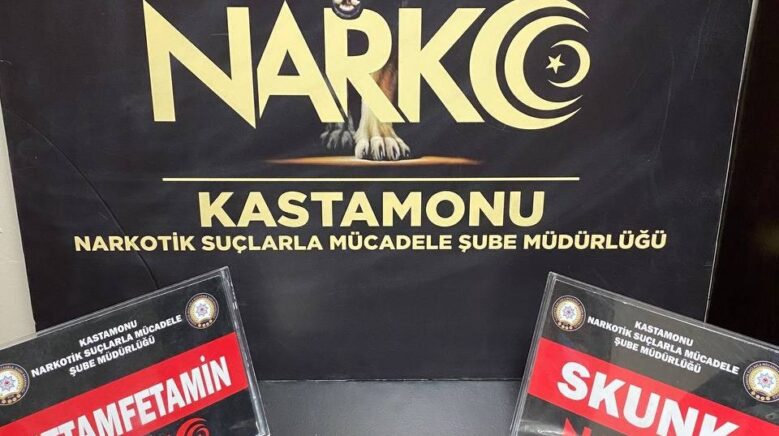 NARKO
KASTAMONU
NARKOTİK SUÇLARLA MÜCADELE ŞUBE MÜDÜRLÜĞÜ
KASTAMONU
NARKOTİK SUÇLARLA MÜCADELE
ŞUBE MÜDÜRLÜĞÜ
ETAMFETAMİN
KASTAMONU
NARKOTİK SUÇLARLA MÜCADELE
ŞUBE MÜDÜRLÜĞÜ
SKUNK